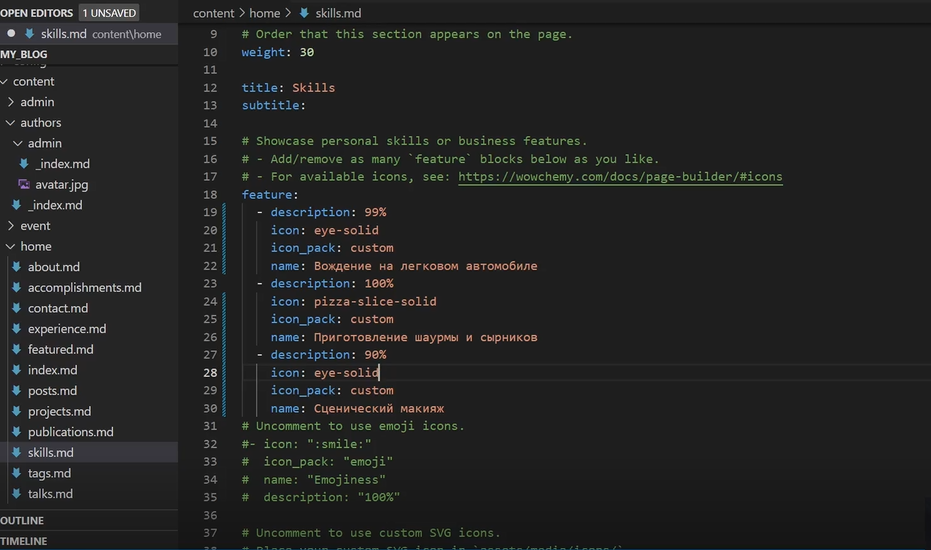 OPEN EDITORS 1 UNSAVED
skills.md content\home
MY_BLOG
content
admin
authors
admin
_index.md
avatar.jpg
_index.md
event
home
about.md
accomplishments.md
contact.md
experience.md
featured.md
index.md
posts.md
projects.md
publications.md
skills.md
tags.md
talks.md
OUTLINE
TIMELINE
content > home > skills.md
9 # Order that this section appears on the page.
10 weight: 30
11
12 title: Skills
13 subtitle:
14
15 # Showcase personal skills or business features.
16 # - Add/remove as many `feature` blocks below as you like.
17 # - For available icons, see: https://wowchemy.com/docs/page-builder/#icons
18 feature:
19 - description: 99%
20 icon: eye-solid
21 icon_pack: custom
22 name: Вождение на легковом автомобиле
23 - description: 100%
24 icon: pizza-slice-solid
25 icon_pack: custom
26 name: Приготовление шаурмы и сырников
27 - description: 90%
28 icon: eye-solid
29 icon_pack: custom
30 name: Сценический макияж
31 # Uncomment to use emoji icons.
32 #- icon: ":smile:"
33 # icon_pack: "emoji"
34 # name: "Emojiness"
35 # description: "100%"
36
37 # Uncomment to use custom SVG icons.